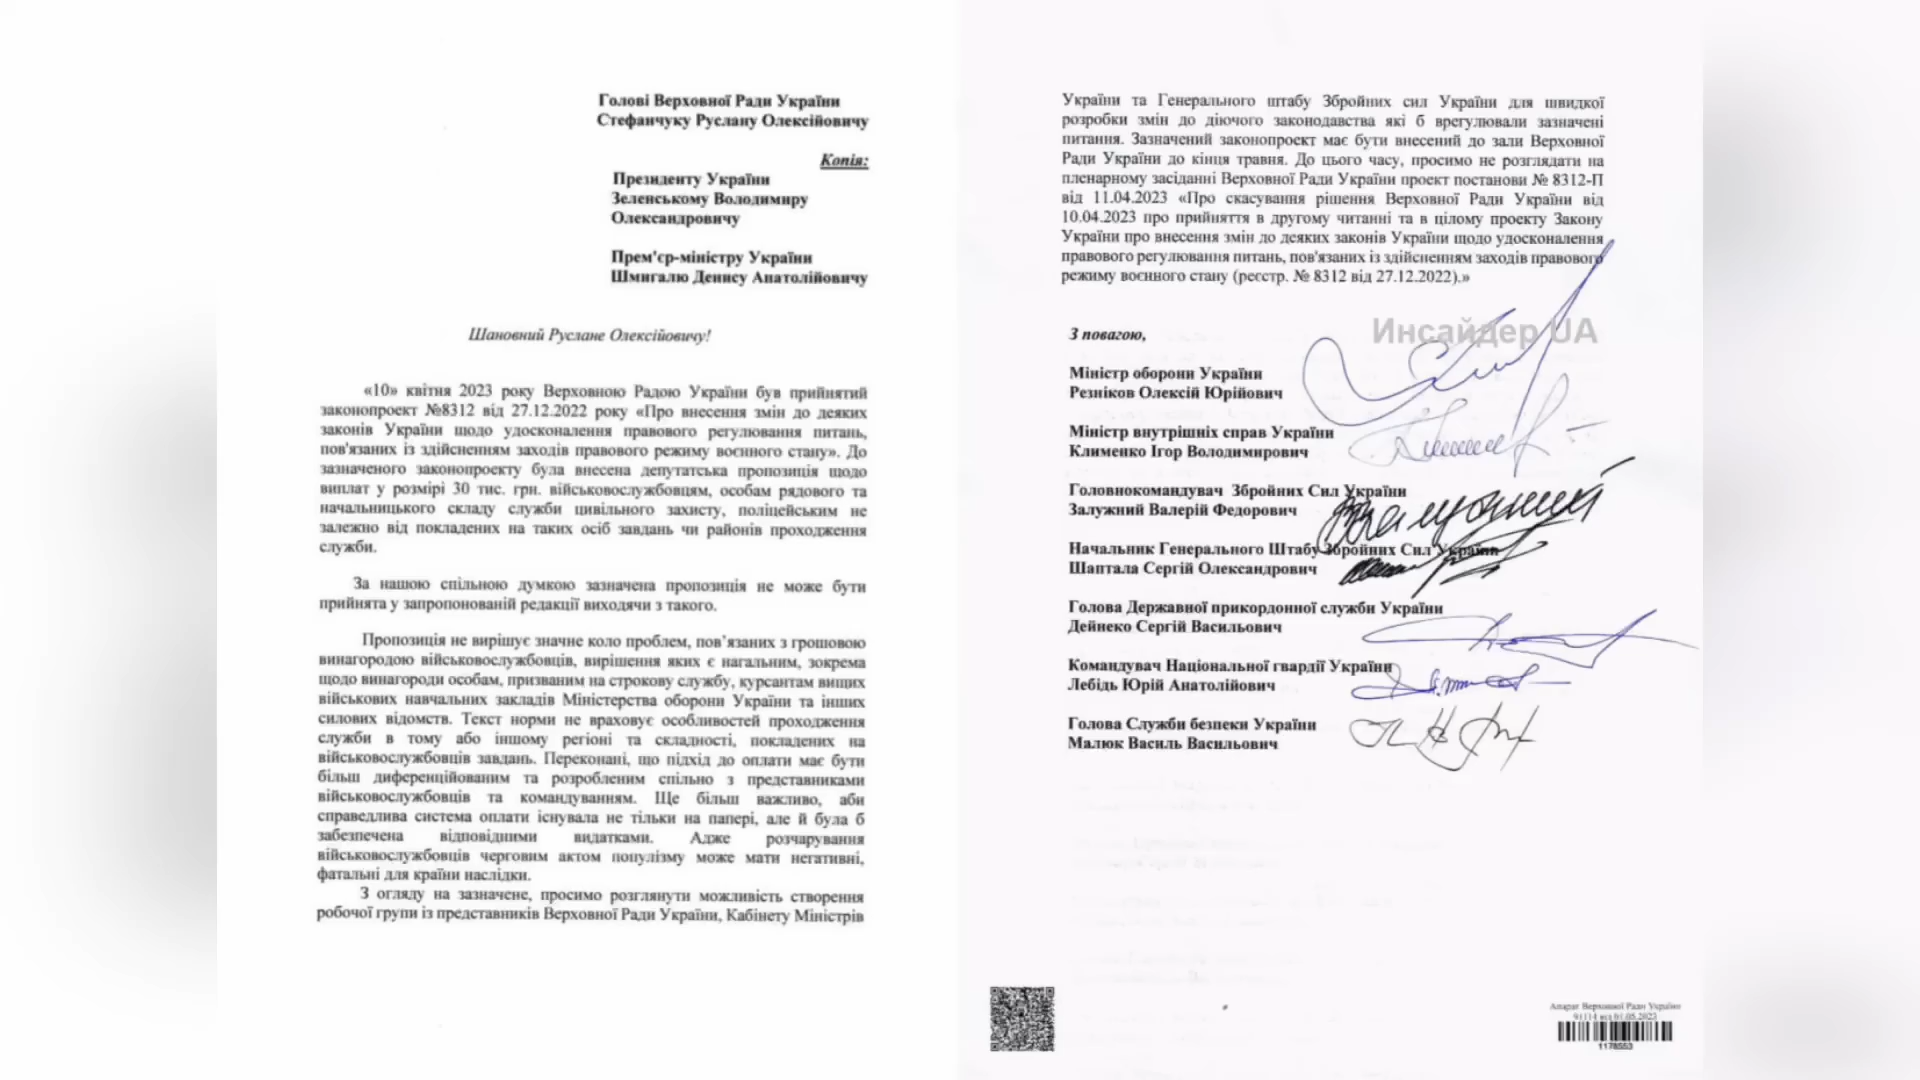 Голові Верховної Ради України
Стефанчуку Руслану Олексійовичу
Копія:
Президенту України
Зеленському Володимиру
Олександровичу
Прем'єр-міністру України
Шмигалю Денису Анатолійовичу
Шановний Руслане Олексійовичу!
«10» квітня 2023 року Верховною Радою України був прийнятий
законопроект №8312 від 27.12.2022 року «Про внесення змін до деяких
законів України щодо удосконалення правового регулювання питань,
пов'язаних із здійсненням заходів правового режиму воєнного стану». До
зазначеного законопроекту була внесена депутатська пропозиція щодо
виплат у розмірі 30 тис. грн. військовослужбовцям, особам рядового та
начальницького складу служби цивільного захисту, поліцейським не
залежно від покладених на таких осіб завдань чи районів проходження
служби.
За нашою спільною думкою зазначена пропозиція не може бути
прийнята у запропонованій редакції виходячи з такого.
Пропозиція не вирішує значне коло проблем, пов’язаних з грошовою
винагородою військовослужбовців, вирішення яких є нагальним, зокрема
щодо винагороди особам, призваним на строкову службу, курсантам вищих
військових навчальних закладів Міністерства оборони України та інших
силових відомств. Текст норми не враховує особливостей проходження
служби в тому або іншому регіоні та складності, покладених на
військовослужбовців завдань. Переконані, що підхід до оплати має бути
більш диференційованим та розробленим спільно з представниками
військовослужбовців та командуванням. Ще більш важливо, аби
справедлива система оплати існувала не тільки на папері, але й була б
забезпечена відповідними видатками. Адже розчарування
військовослужбовців черговим актом популізму може мати негативні,
фатальні для країни наслідки.
З огляду на зазначене, просимо розглянути можливість створення
робочої групи із представників Верховної Ради України, Кабінету Міністрів
України та Генерального штабу Збройних сил України для швидкої
розробки змін до діючого законодавства які б врегулювали зазначені
питання. Зазначений законопроект має бути внесений до зали Верховної
Ради України до кінця травня. До цього часу, просимо не розглядати на
пленарному засіданні Верховної Ради України проект постанови № 8312-П
від 11.04.2023 «Про скасування рішення Верховної Ради України від
10.04.2023 про прийняття в другому читанні та в цілому проекту Закону
України про внесення змін до деяких законів України щодо удосконалення
правового регулювання питань, пов'язаних із здійсненням заходів правового
режиму воєнного стану (реєстр. № 8312 від 27.12.2022).»
Инсайдер UA
З повагою,
Міністр оборони України
Резніков Олексій Юрійович
Міністр внутрішніх справ України
Клименко Ігор Володимирович
Головнокомандувач Збройних Сил України
Залужний Валерій Федорович
Начальник Генерального Штабу Збройних Сил України
Шаптала Сергій Олександрович
Голова Державної прикордонної служби України
Дейнеко Сергій Васильович
Командувач Національної гвардії України
Лебідь Юрій Анатолійович
Голова Служби безпеки України
Малюк Василь Васильович
Апарат Верховної Ради України
91114 від 01.05.2023
1178553